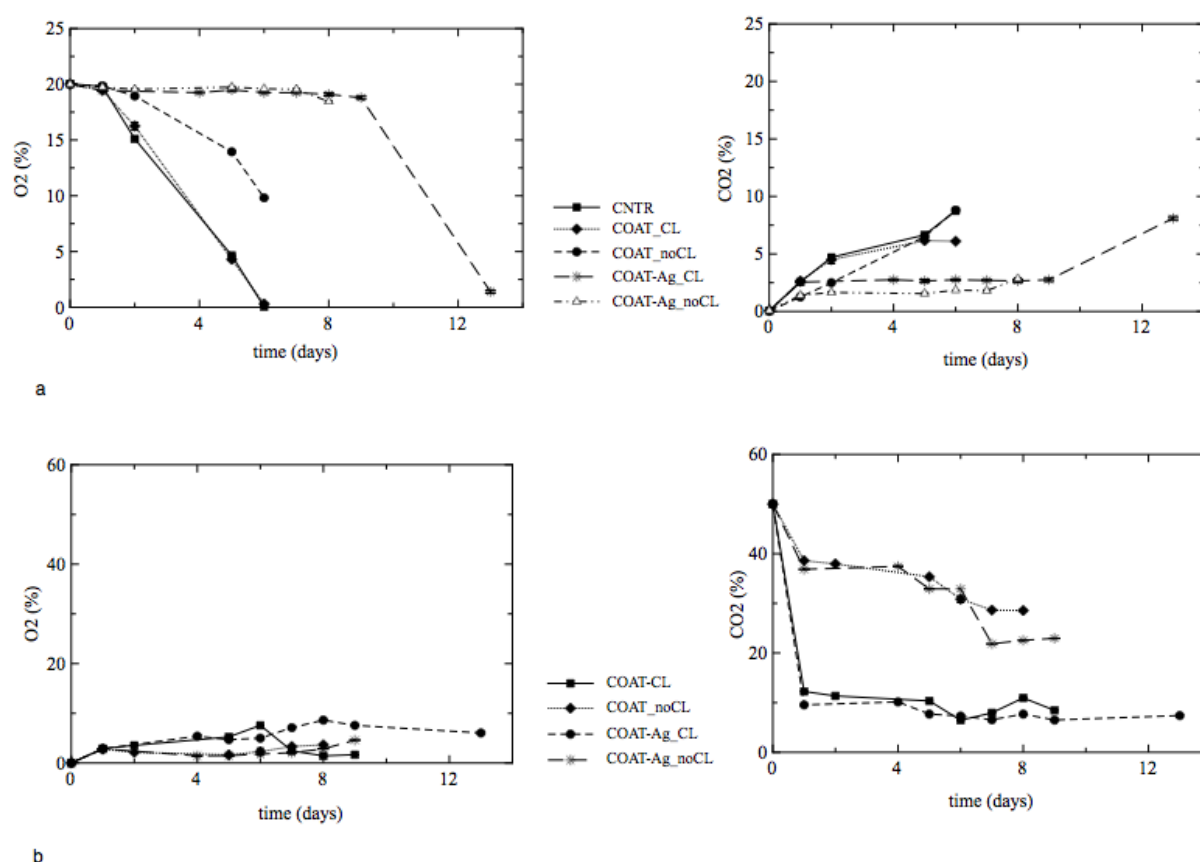 25
20
15
10
5
0
O2 (%)
0 4 8 12
time (days)
CNTR
COAT_CL
COAT_noCL
COAT-Ag_CL
COAT-Ag_noCL
25
20
15
10
5
0
CO2 (%)
0 4 8 12
time (days)
a
60
40
20
0
O2 (%)
0 4 8 12
time (days)
COAT-CL
COAT_noCL
COAT-Ag_CL
COAT-Ag_noCL
60
40
20
0
CO2 (%)
0 4 8 12
time (days)
b